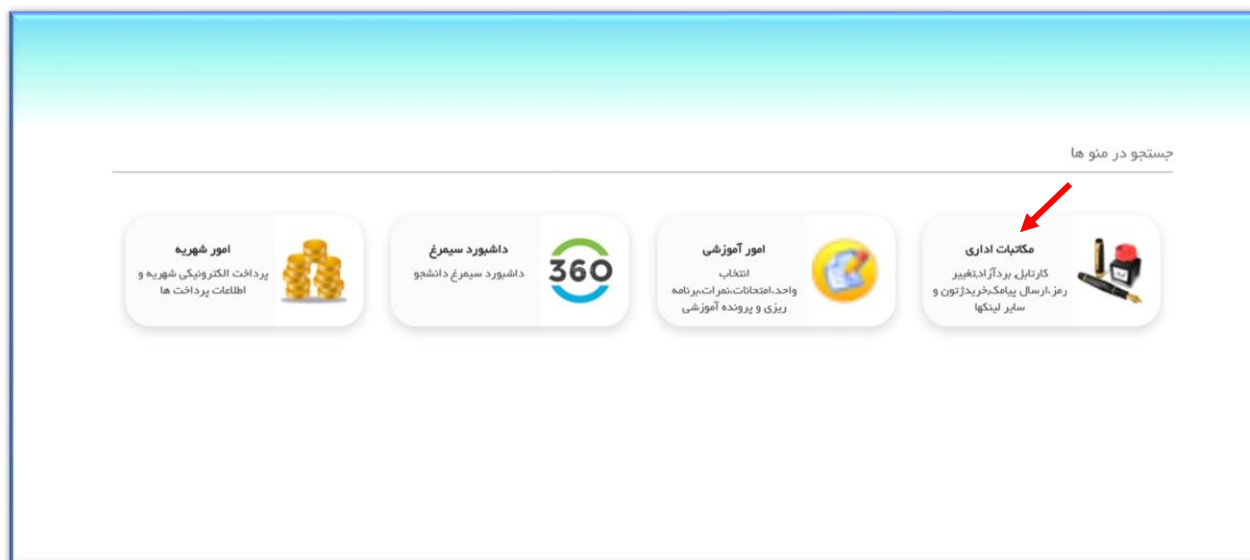 جستجو در منو ها
مکاتبات اداری
کارتابل بردآزاد،تغییر
رمز،ارسال پیامک،خریدژتون و
سایر لینکها
امور آموزشی
انتخاب
واحد،امتحانات،نمرات،برنامه
ریزی و پرونده آموزشی
داشبورد سیمرغ
داشبورد سیمرغ دانشجو
360
امور شهریه
پرداخت الکترونیکی شهریه و
اطلاعات پرداخت ها